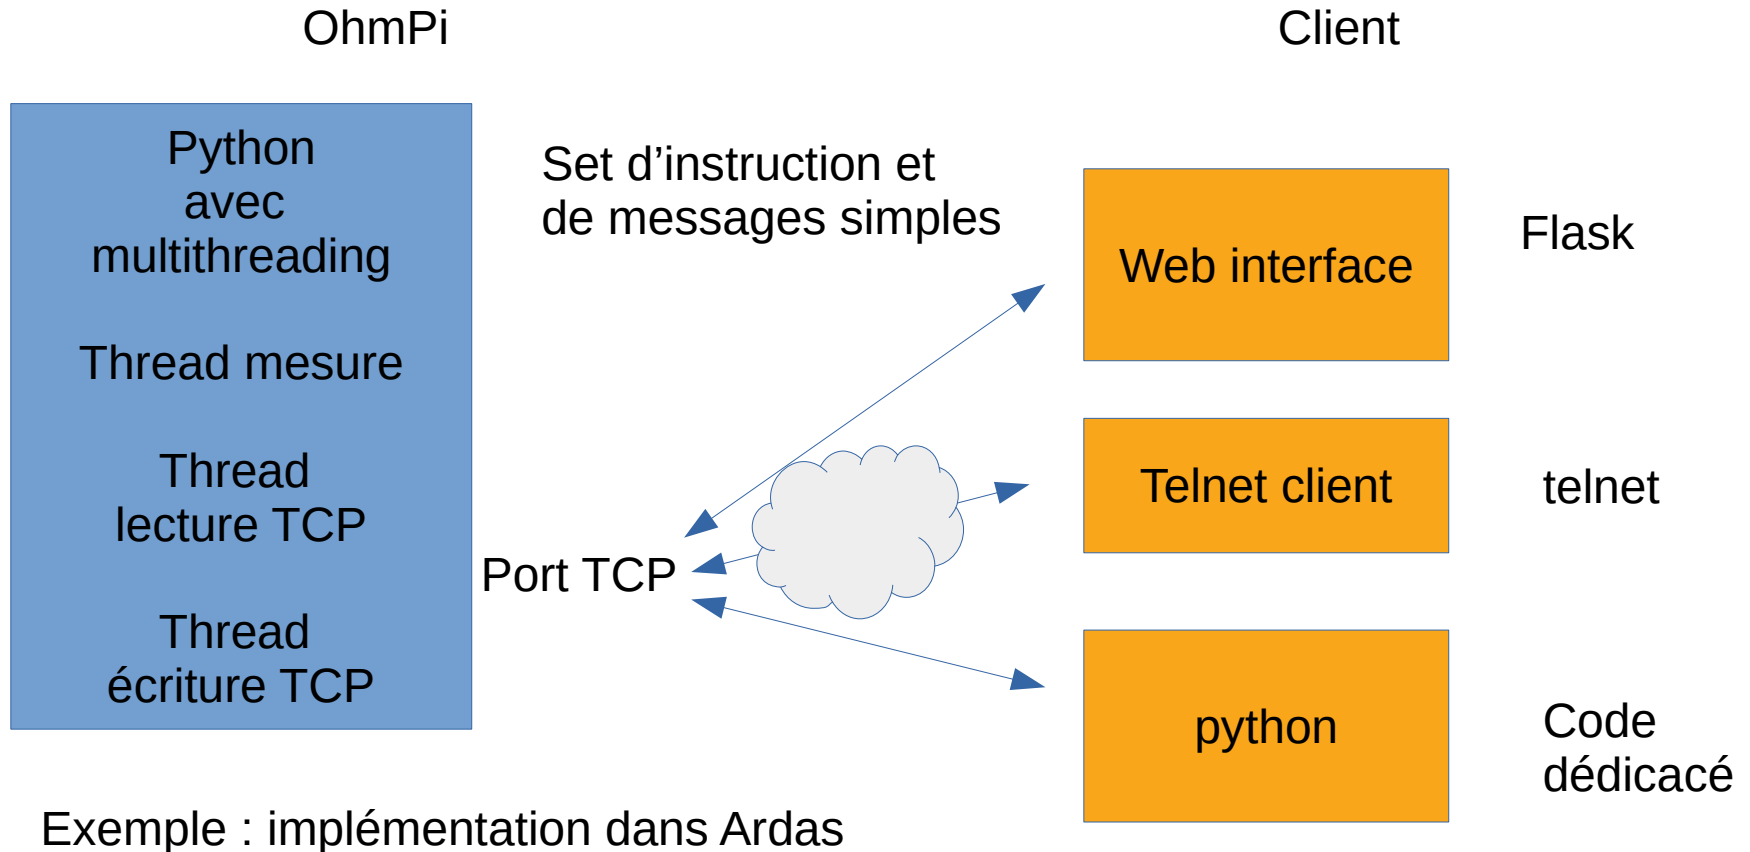 OhmPi
Client
Python
avec
multithreading
Thread mesure
Thread
lecture TCP
Thread
écriture TCP
Set d’instruction et
de messages simples
Port TCP
Web interface
Flask
Telnet client
telnet
python
Code
dédicacé
Exemple : implémentation dans Ardas